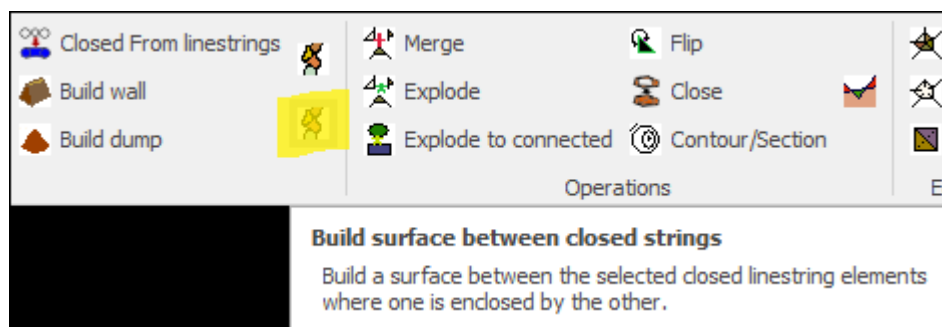 Closed From linestrings
Build wall
Build dump
Merge
Explode
Explode to connected
Flip
Close
Contour/Section
Operations
E
Build surface between closed strings
Build a surface between the selected closed linestring elements
where one is enclosed by the other.